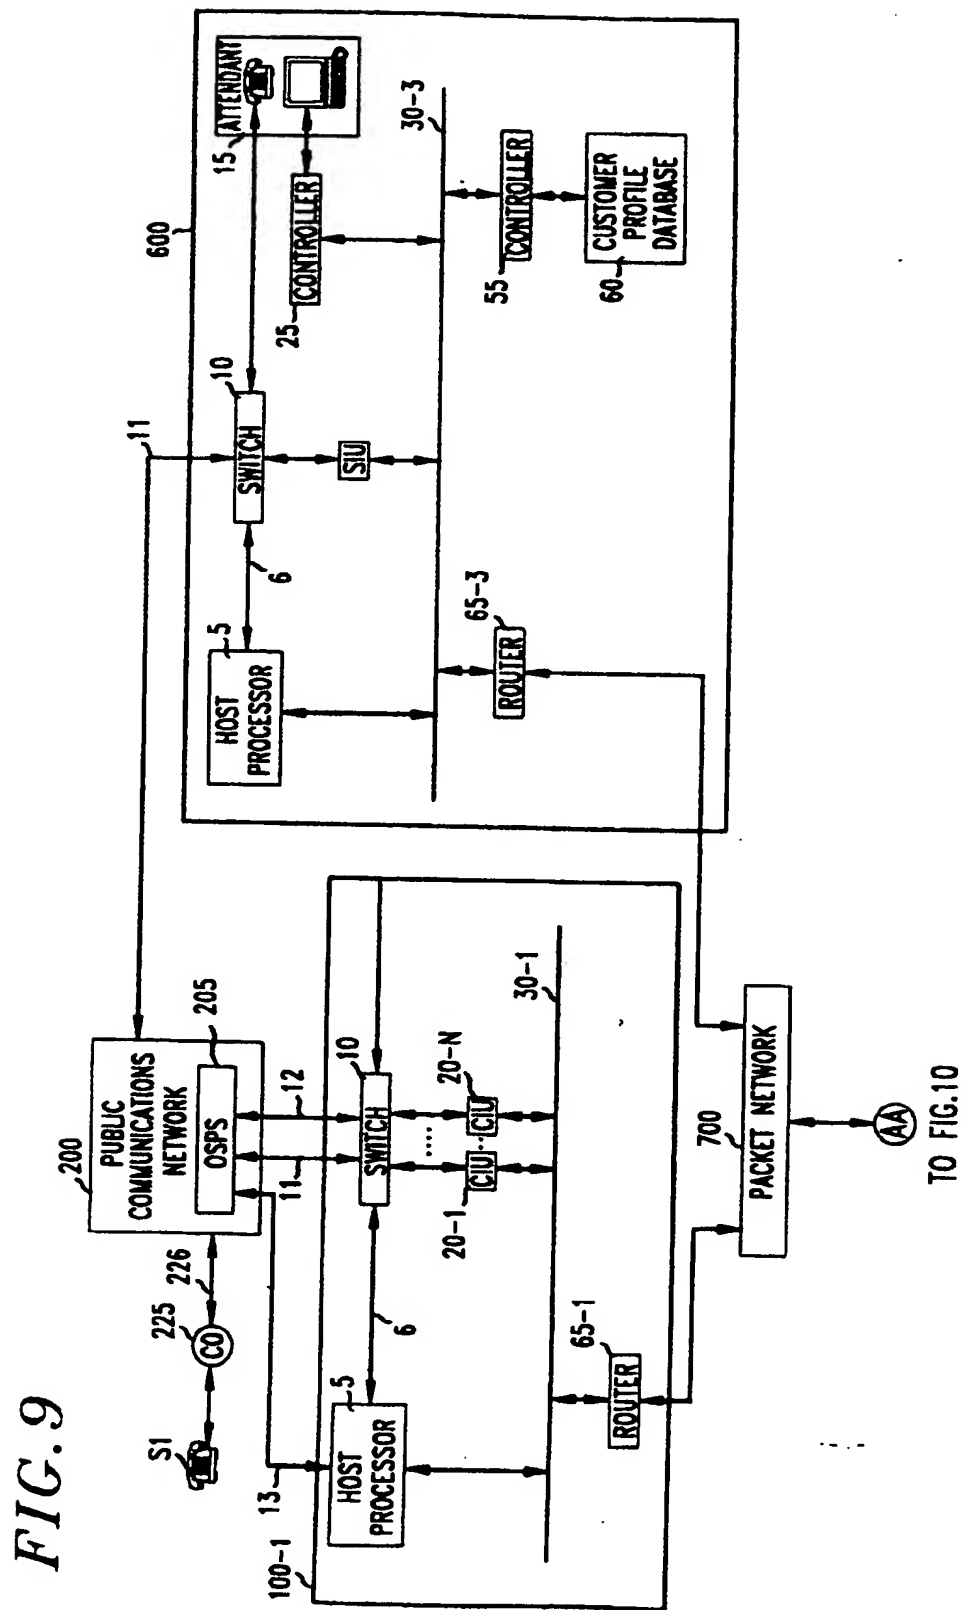 FIG. 9
S1
225
CO
226
200
PUBLIC
COMMUNICATIONS
NETWORK
OSPS
205
11
12
13
100-1
HOST
PROCESSOR
5
6
SWITCH
10
20-1
CIU
....
...
CIU
20-N
30-1
65-1
ROUTER
11
600
HOST
PROCESSOR
5
6
SWITCH
10
SIU
15
ATTENDANT
25
CONTROLLER
30-3
65-3
ROUTER
55
CONTROLLER
60
CUSTOMER
PROFILE
DATABASE
700
PACKET NETWORK
AA
TO FIG.10